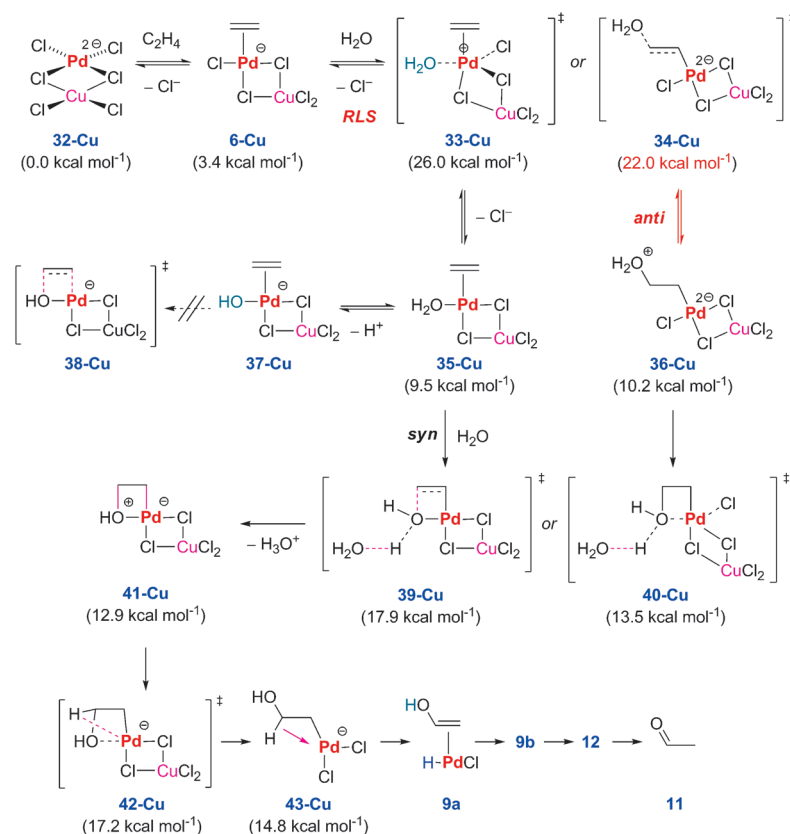 Cl 2⊖ Cl
Pd
Cl Cl Cl
Cu
Cl Cl
32-Cu
(0.0 kcal mol⁻¹)
C₂H₄
– Cl⁻
⊖
Cl Pd Cl
Cl CuCl₂
6-Cu
(3.4 kcal mol⁻¹)
H₂O
– Cl⁻
RLS
‡
⊕ Cl
H₂O Pd
Cl Cl
CuCl₂
33-Cu
(26.0 kcal mol⁻¹)
or
‡
H₂O
2⊖
Pd Cl
Cl Cl CuCl₂
34-Cu
(22.0 kcal mol⁻¹)
– Cl⁻
anti
‡
⊖
HO Pd Cl
Cl CuCl₂
38-Cu
⊖
HO Pd Cl
Cl CuCl₂
37-Cu
– H⁺
H₂O Pd Cl
Cl CuCl₂
35-Cu
(9.5 kcal mol⁻¹)
⊕
H₂O
2⊖
Pd Cl
Cl Cl CuCl₂
36-Cu
(10.2 kcal mol⁻¹)
syn H₂O
⊕ ⊖
HO Pd Cl
Cl CuCl₂
41-Cu
(12.9 kcal mol⁻¹)
– H₃O⁺
‡
H
O Pd Cl
H₂O H Cl CuCl₂
39-Cu
(17.9 kcal mol⁻¹)
or
‡
H Cl
O Pd
H₂O H Cl Cl
CuCl₂
40-Cu
(13.5 kcal mol⁻¹)
‡
H
⊖
HO Pd Cl
Cl CuCl₂
42-Cu
(17.2 kcal mol⁻¹)
HO
H ⊖
Pd Cl
Cl
43-Cu
(14.8 kcal mol⁻¹)
HO
H PdCl
9a
9b
12
O
11